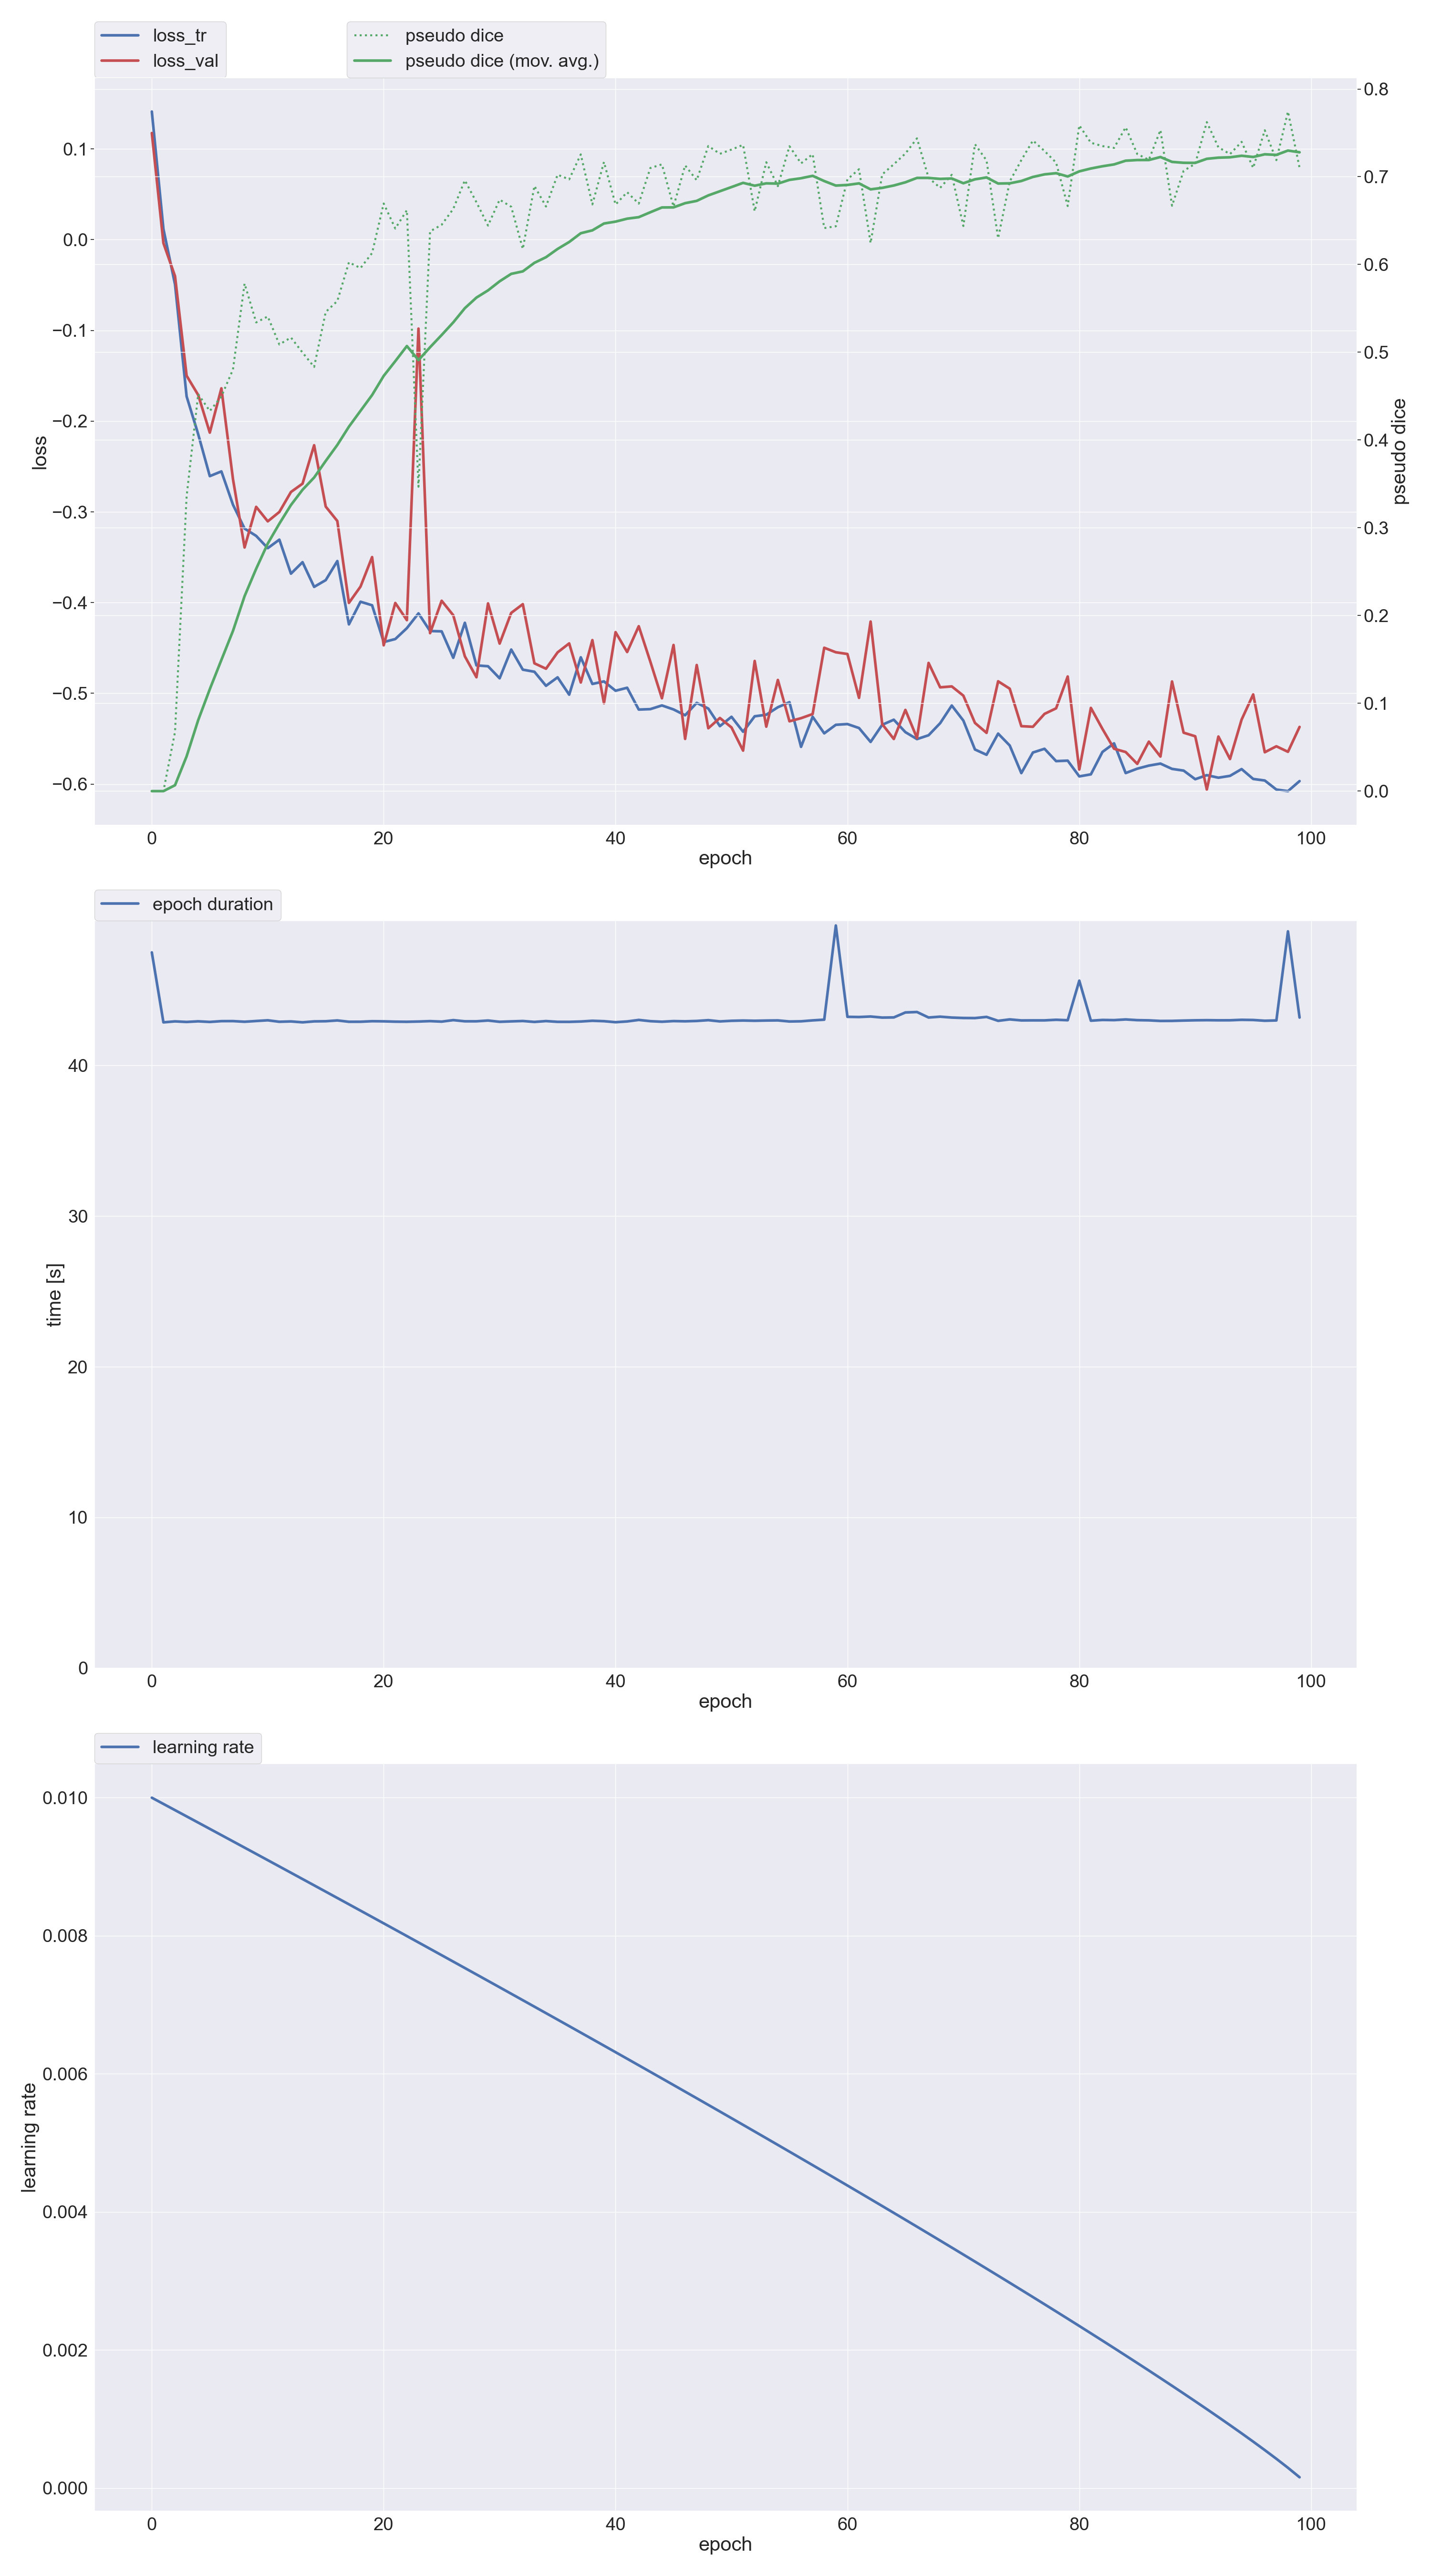 loss_tr
loss_val
pseudo dice
pseudo dice (mov. avg.)
0.1
0.0
−0.1
−0.2
−0.3
−0.4
−0.5
−0.6
loss
0.8
0.7
0.6
0.5
0.4
0.3
0.2
0.1
0.0
pseudo dice
0 20 40 60 80 100
epoch
epoch duration
40
30
20
10
0
time [s]
0 20 40 60 80 100
epoch
learning rate
0.010
0.008
0.006
0.004
0.002
0.000
learning rate
0 20 40 60 80 100
epoch